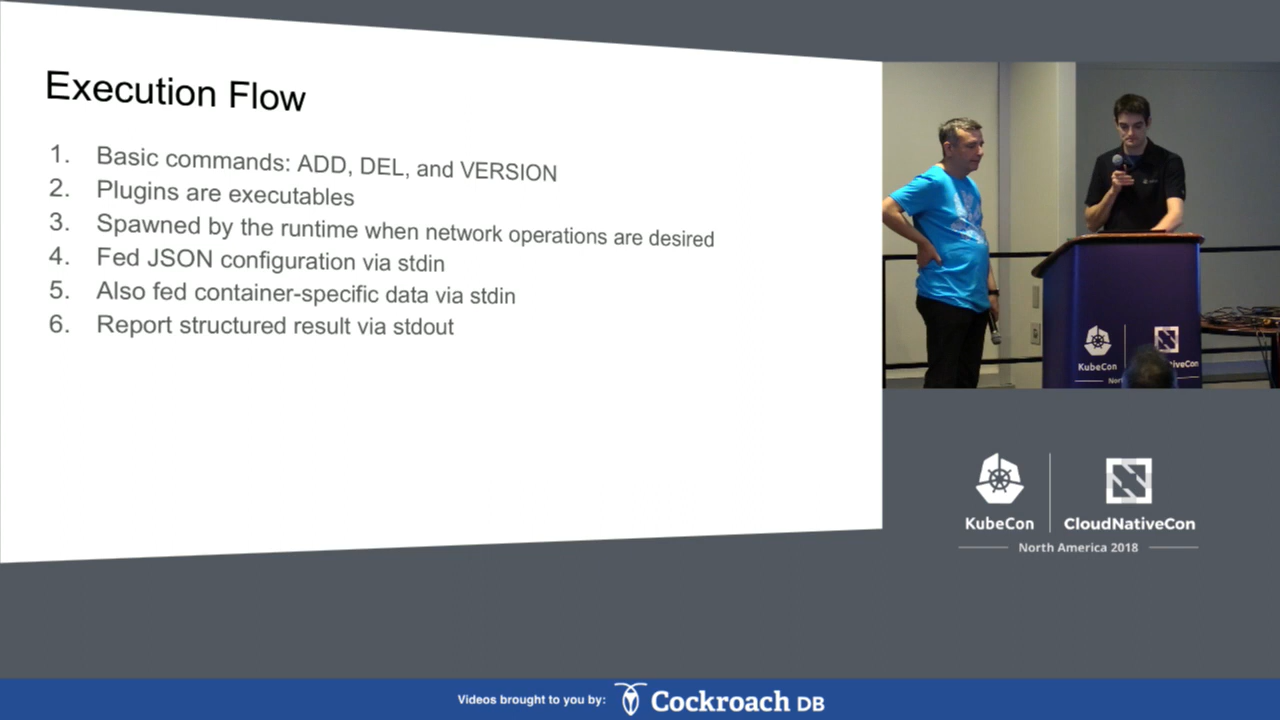 Execution Flow
1. Basic commands: ADD, DEL, and VERSION
2. Plugins are executables
3. Spawned by the runtime when network operations are desired
4. Fed JSON configuration via stdin
5. Also fed container-specific data via stdin
6. Report structured result via stdout
KubeCon
KubeCon
CloudNativeCon
North America 2018
Videos brought to you by:
Cockroach DB